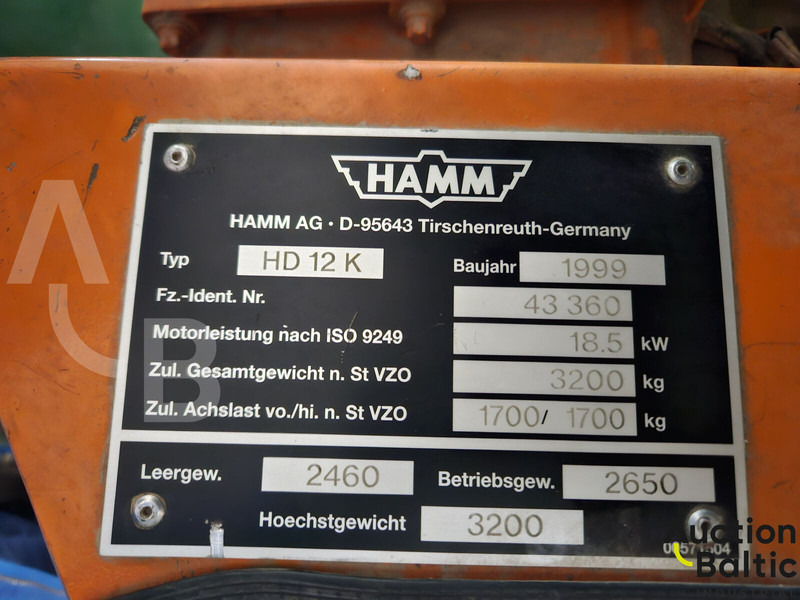 HAMM
HAMM AG · D-95643 Tirschenreuth-Germany
Typ HD 12 K Baujahr 1999
Fz.-Ident. Nr. 43 360
Motorleistung nach ISO 9249 18.5 kW
Zul. Gesamtgewicht n. St VZO 3200 kg
Zul. Achslast vo./hi. n. St VZO 1700/ 1700 kg
Leergew. 2460 Betriebsgew. 2650
Hoechstgewicht 3200
AB
uction
Baltic